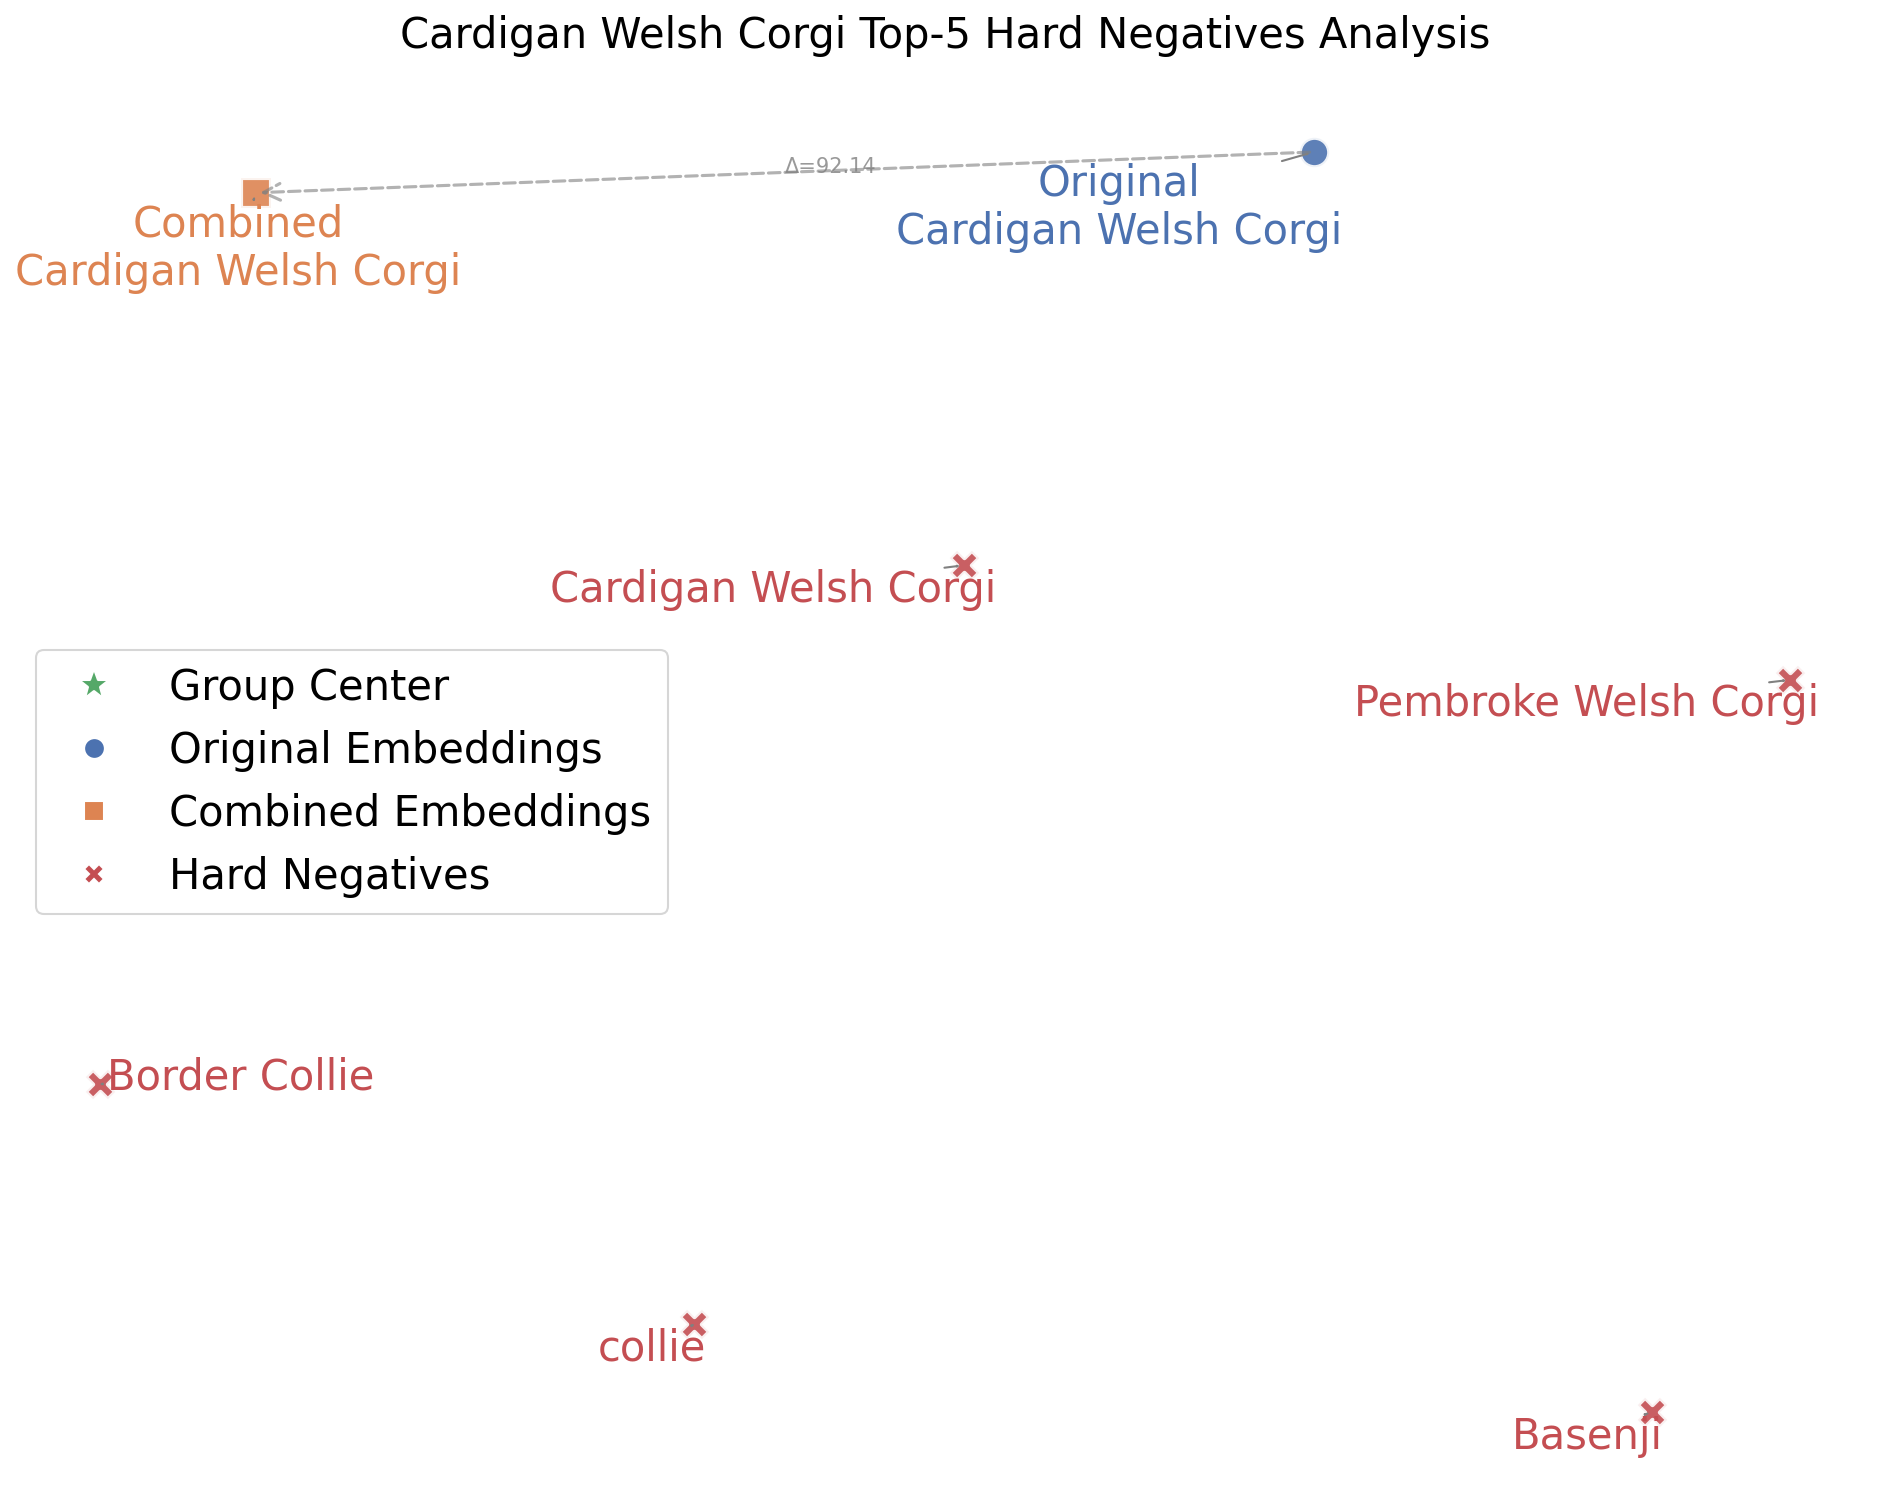 Cardigan Welsh Corgi Top-5 Hard Negatives Analysis
Δ=92.14
Original
Cardigan Welsh Corgi
Combined
Cardigan Welsh Corgi
Cardigan Welsh Corgi
Pembroke Welsh Corgi
Group Center
Original Embeddings
Combined Embeddings
Hard Negatives
Border Collie
collie
Basenji